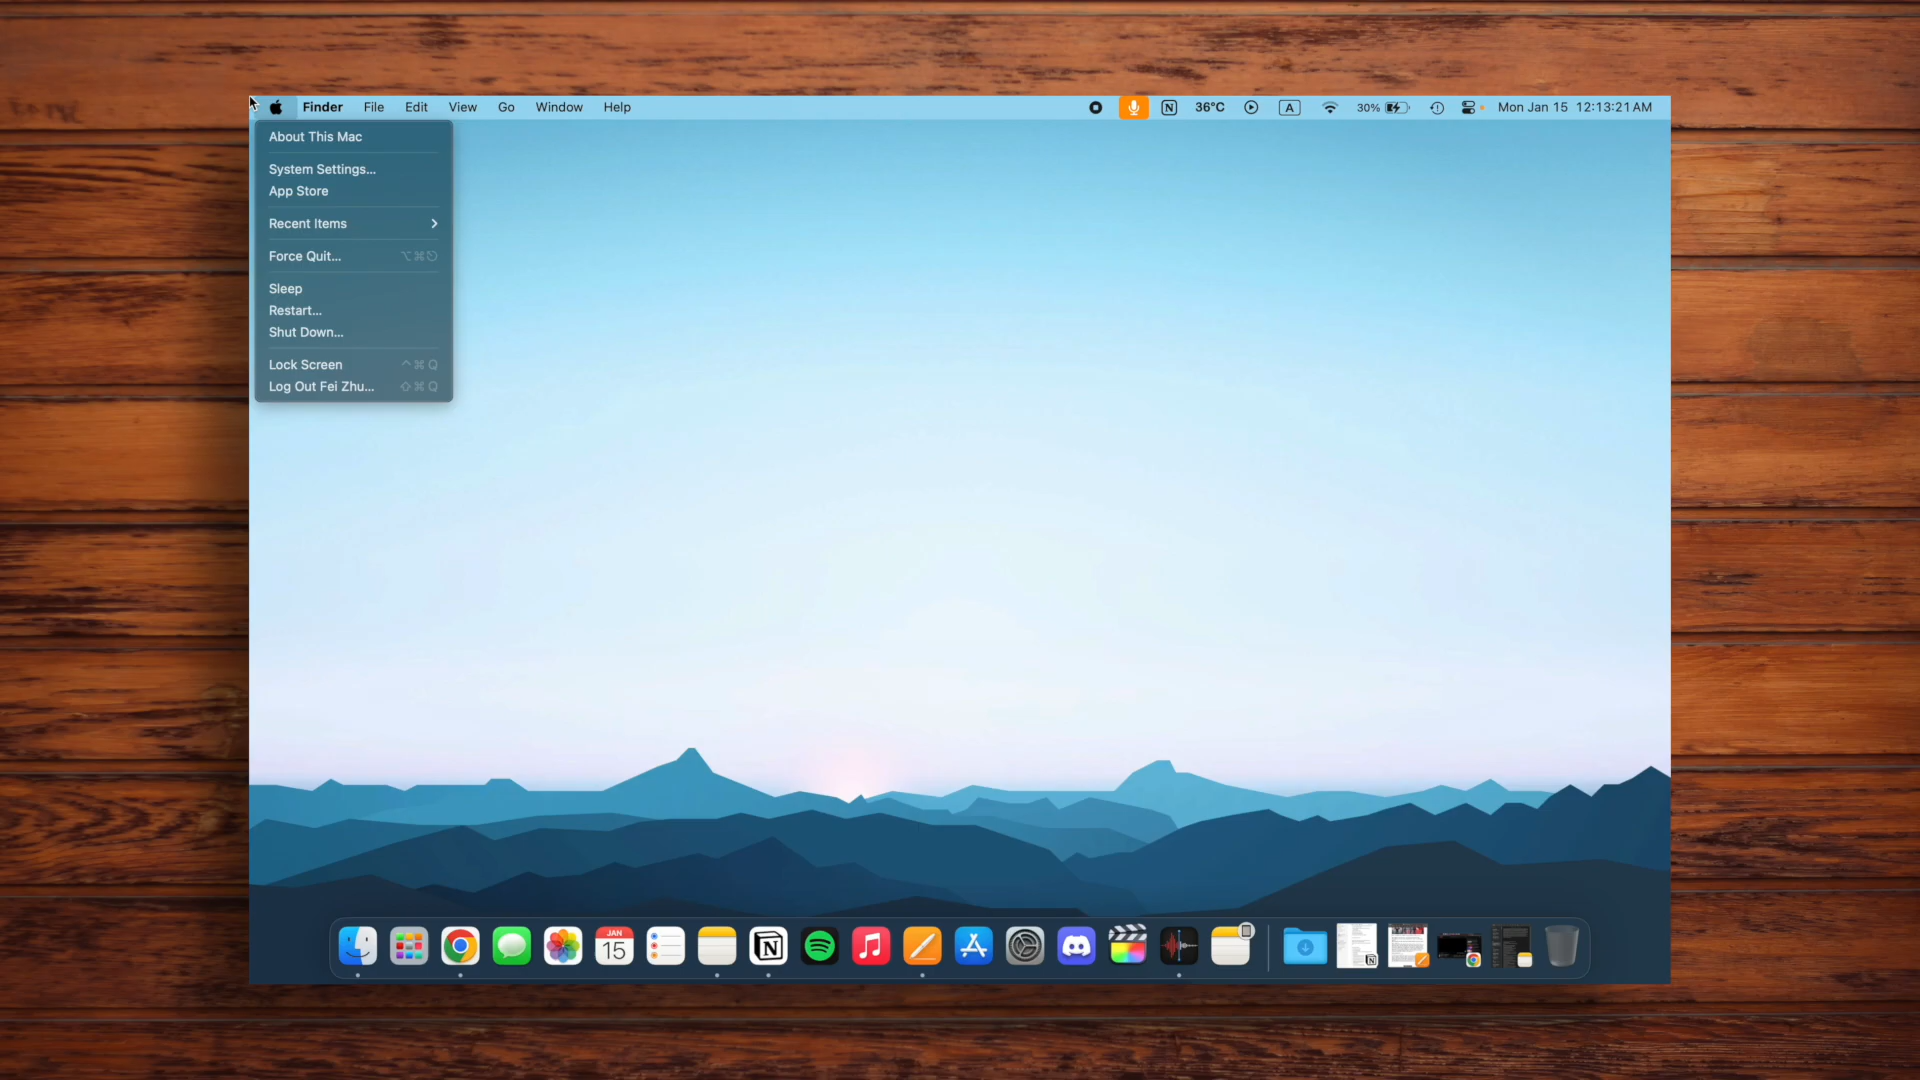 Finder File Edit View Go Window Help N 36°C A 30% Mon Jan 15 12:13:21 AM
About This Mac
System Settings...
App Store
Recent Items
Force Quit... ⌥⌘⎋
Sleep
Restart...
Shut Down...
Lock Screen ^⌘Q
Log Out Fei Zhu... ⇧⌘Q
JAN
15
N